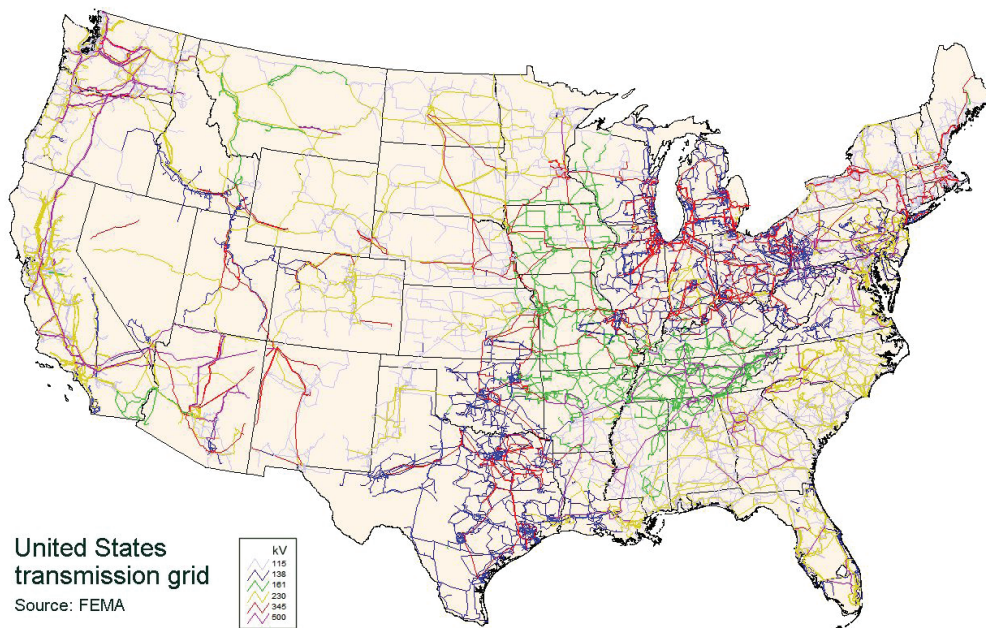 United States
transmission grid
Source: FEMA
kV
115
138
161
230
345
500